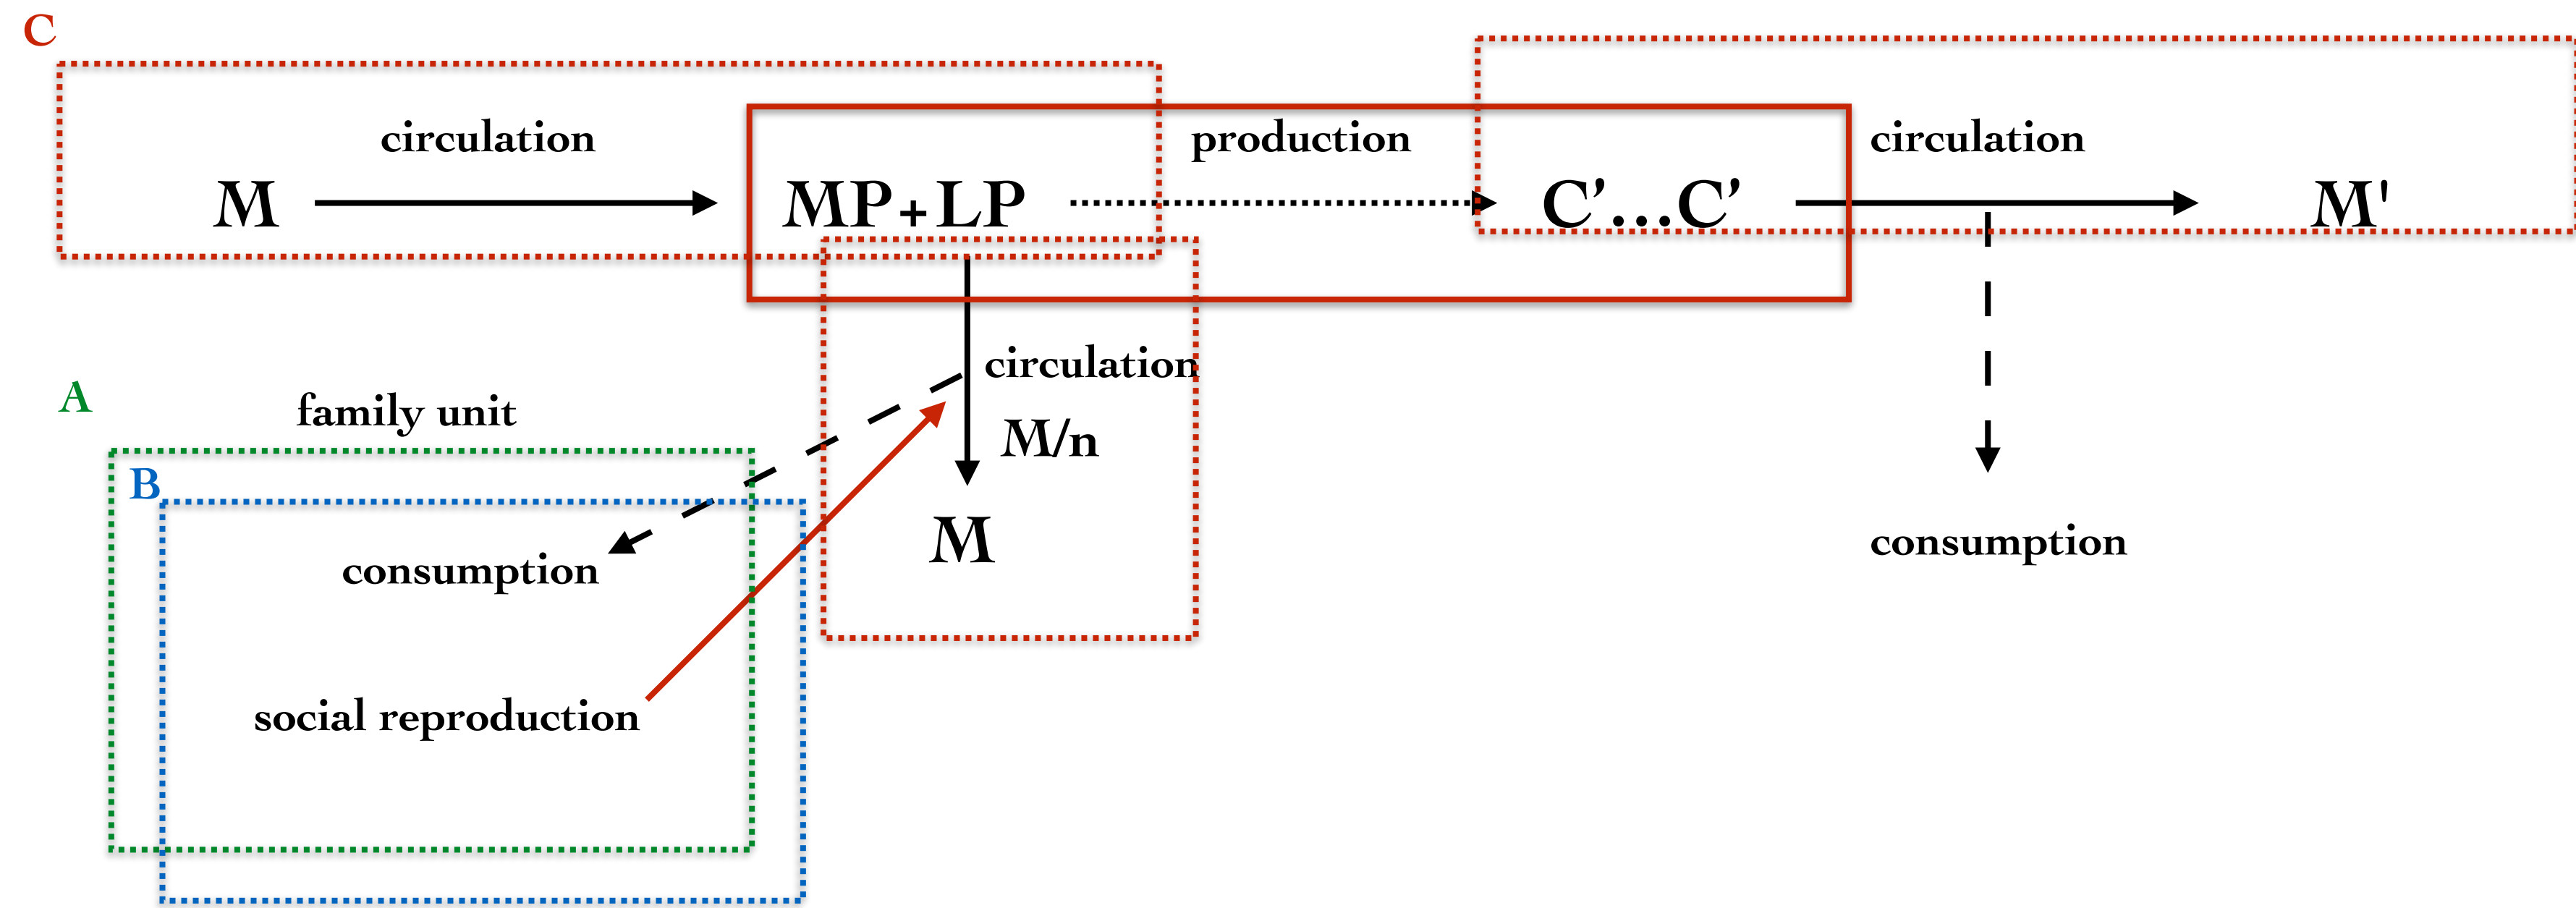 C
circulation
production
circulation
M
MP+LP
C’...C’
M'
circulation
A
family unit
M/n
B
M
consumption
consumption
social reproduction